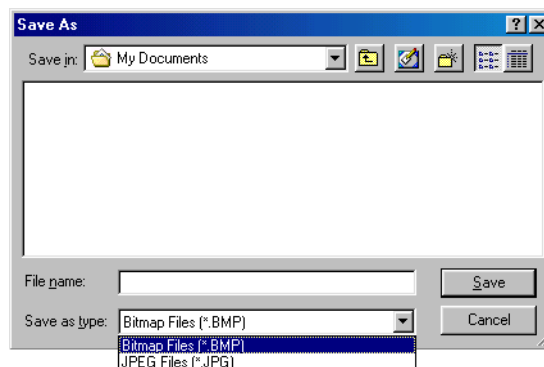 Save As
Save in: My Documents
File name: Save
Save as type: Bitmap Files (*.BMP) Cancel
Bitmap Files (*.BMP)
JPEG Files (*.JPG)